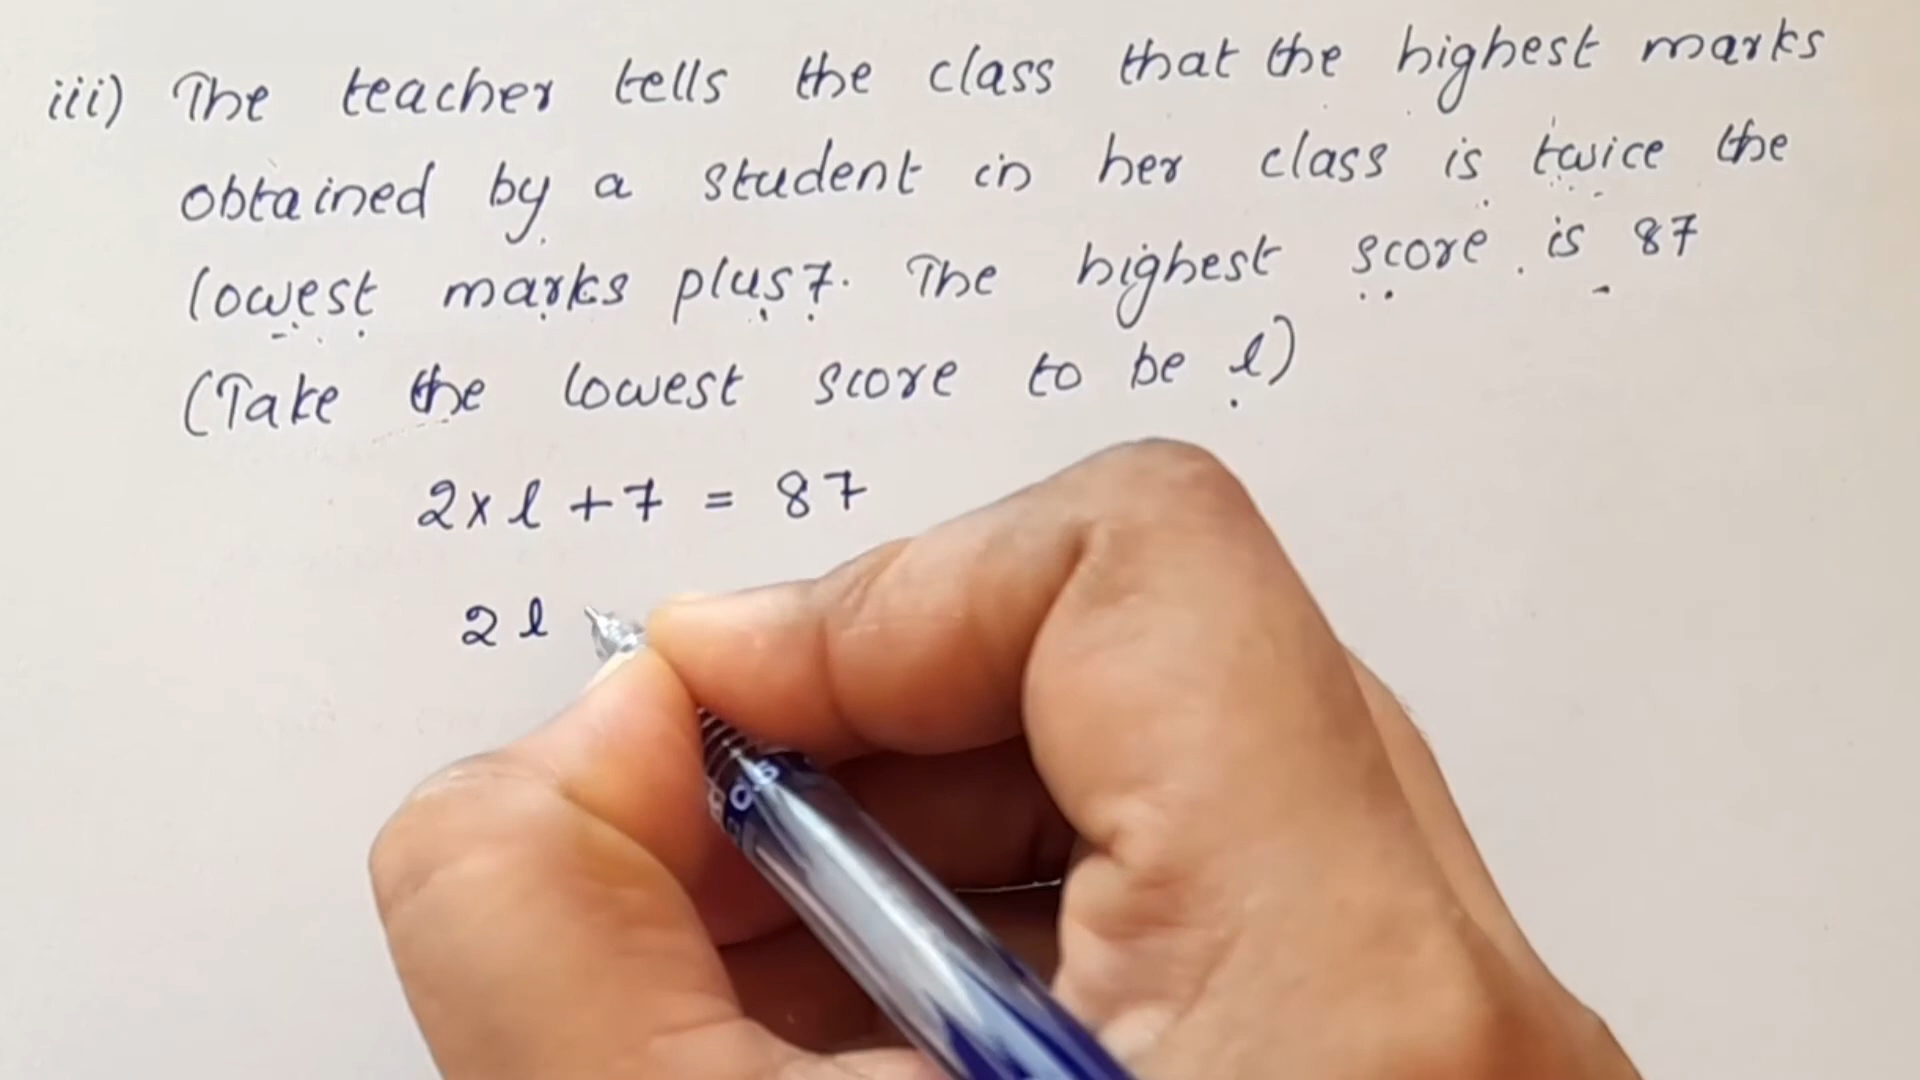 iii) The teacher tells the class that the highest marks
obtained by a student in her class is twice the
lowest marks plus 7. The highest score is 87
(Take the lowest score to be l)
2 x l + 7 = 87
2 l